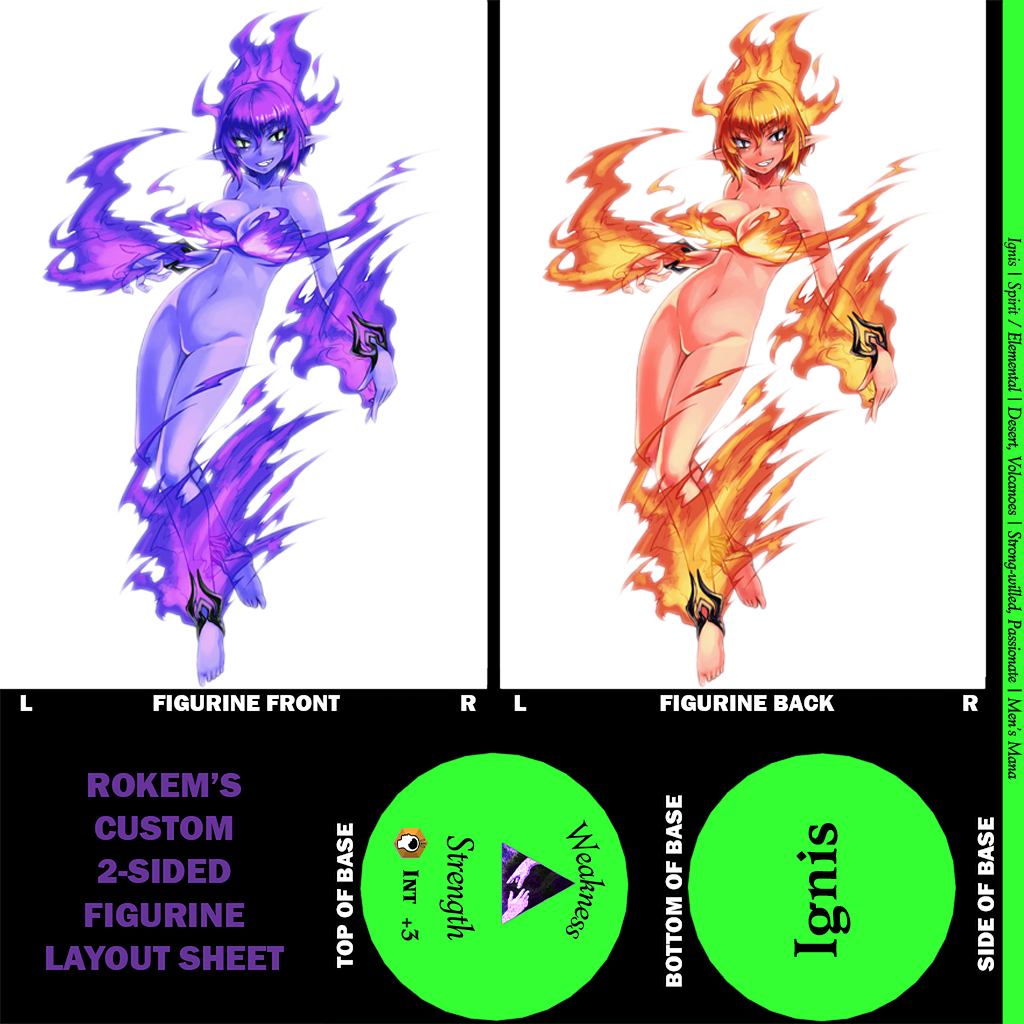 L FIGURINE FRONT R
L FIGURINE BACK R
ROKEM'S
CUSTOM
2-SIDED
FIGURINE
LAYOUT SHEET
TOP OF BASE
INT +3
Strength
Weakness
BOTTOM OF BASE
Ignis
SIDE OF BASE
Ignis | Spirit / Elemental | Desert, Volcanoes | Strong-willed, Passionate | Men's Mana